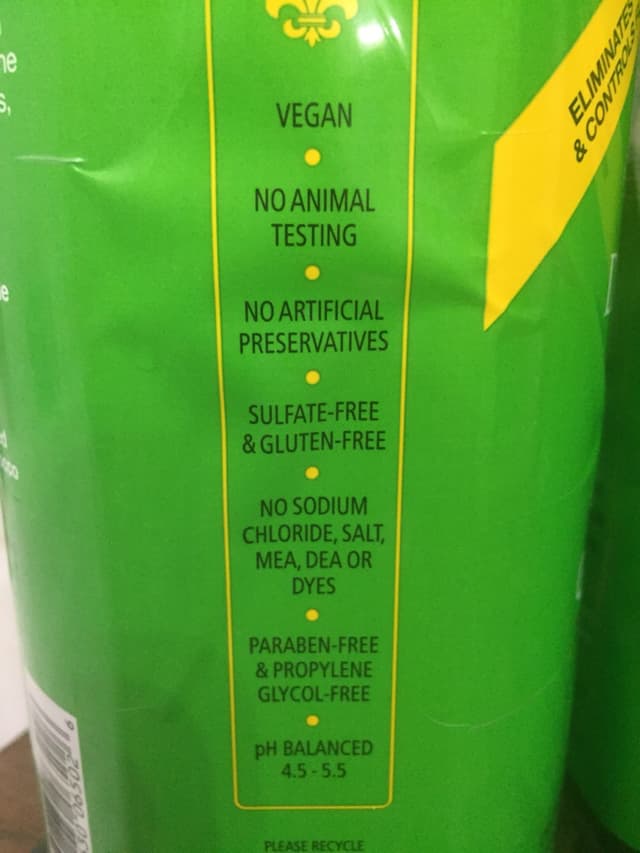 VEGAN
NO ANIMAL
TESTING
NO ARTIFICIAL
PRESERVATIVES
SULFATE-FREE
& GLUTEN-FREE
NO SODIUM
CHLORIDE, SALT,
MEA, DEA OR
DYES
PARABEN-FREE
& PROPYLENE
GLYCOL-FREE
pH BALANCED
4.5 - 5.5
PLEASE RECYCLE
ELIMINATES
& CONTROLS